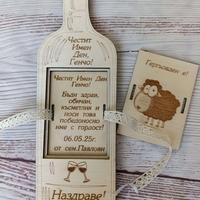 Честит
Имен
Ден,
Генчо!
Честит Имен Ден,
Генчо!
Бъди здрав,
обичан,
късметлия и
носи това
победоносно
име с гордост!
06.05.25г.
от сем.Павлови
Наздраве!
Гергьовден е!